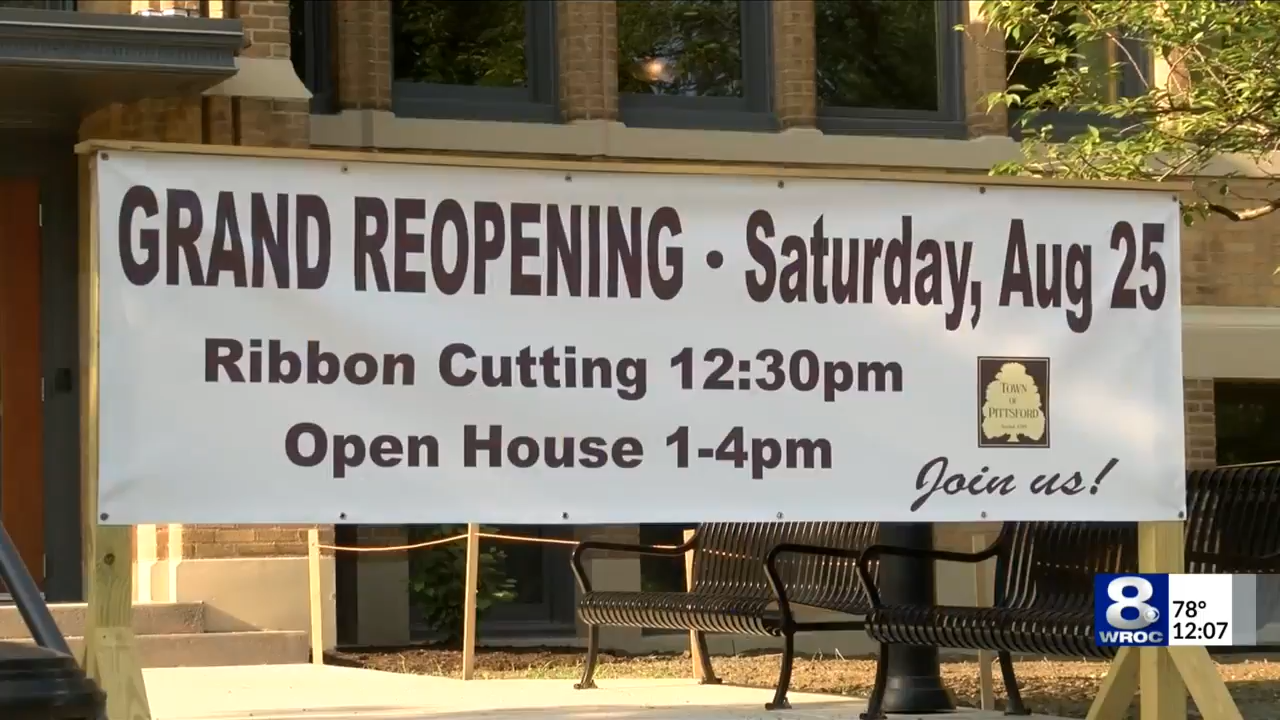 GRAND REOPENING · Saturday, Aug 25
Ribbon Cutting 12:30pm
Open House 1-4pm
TOWN
OF
PITTSFORD
Join us!
8
WROC
78°
12:07